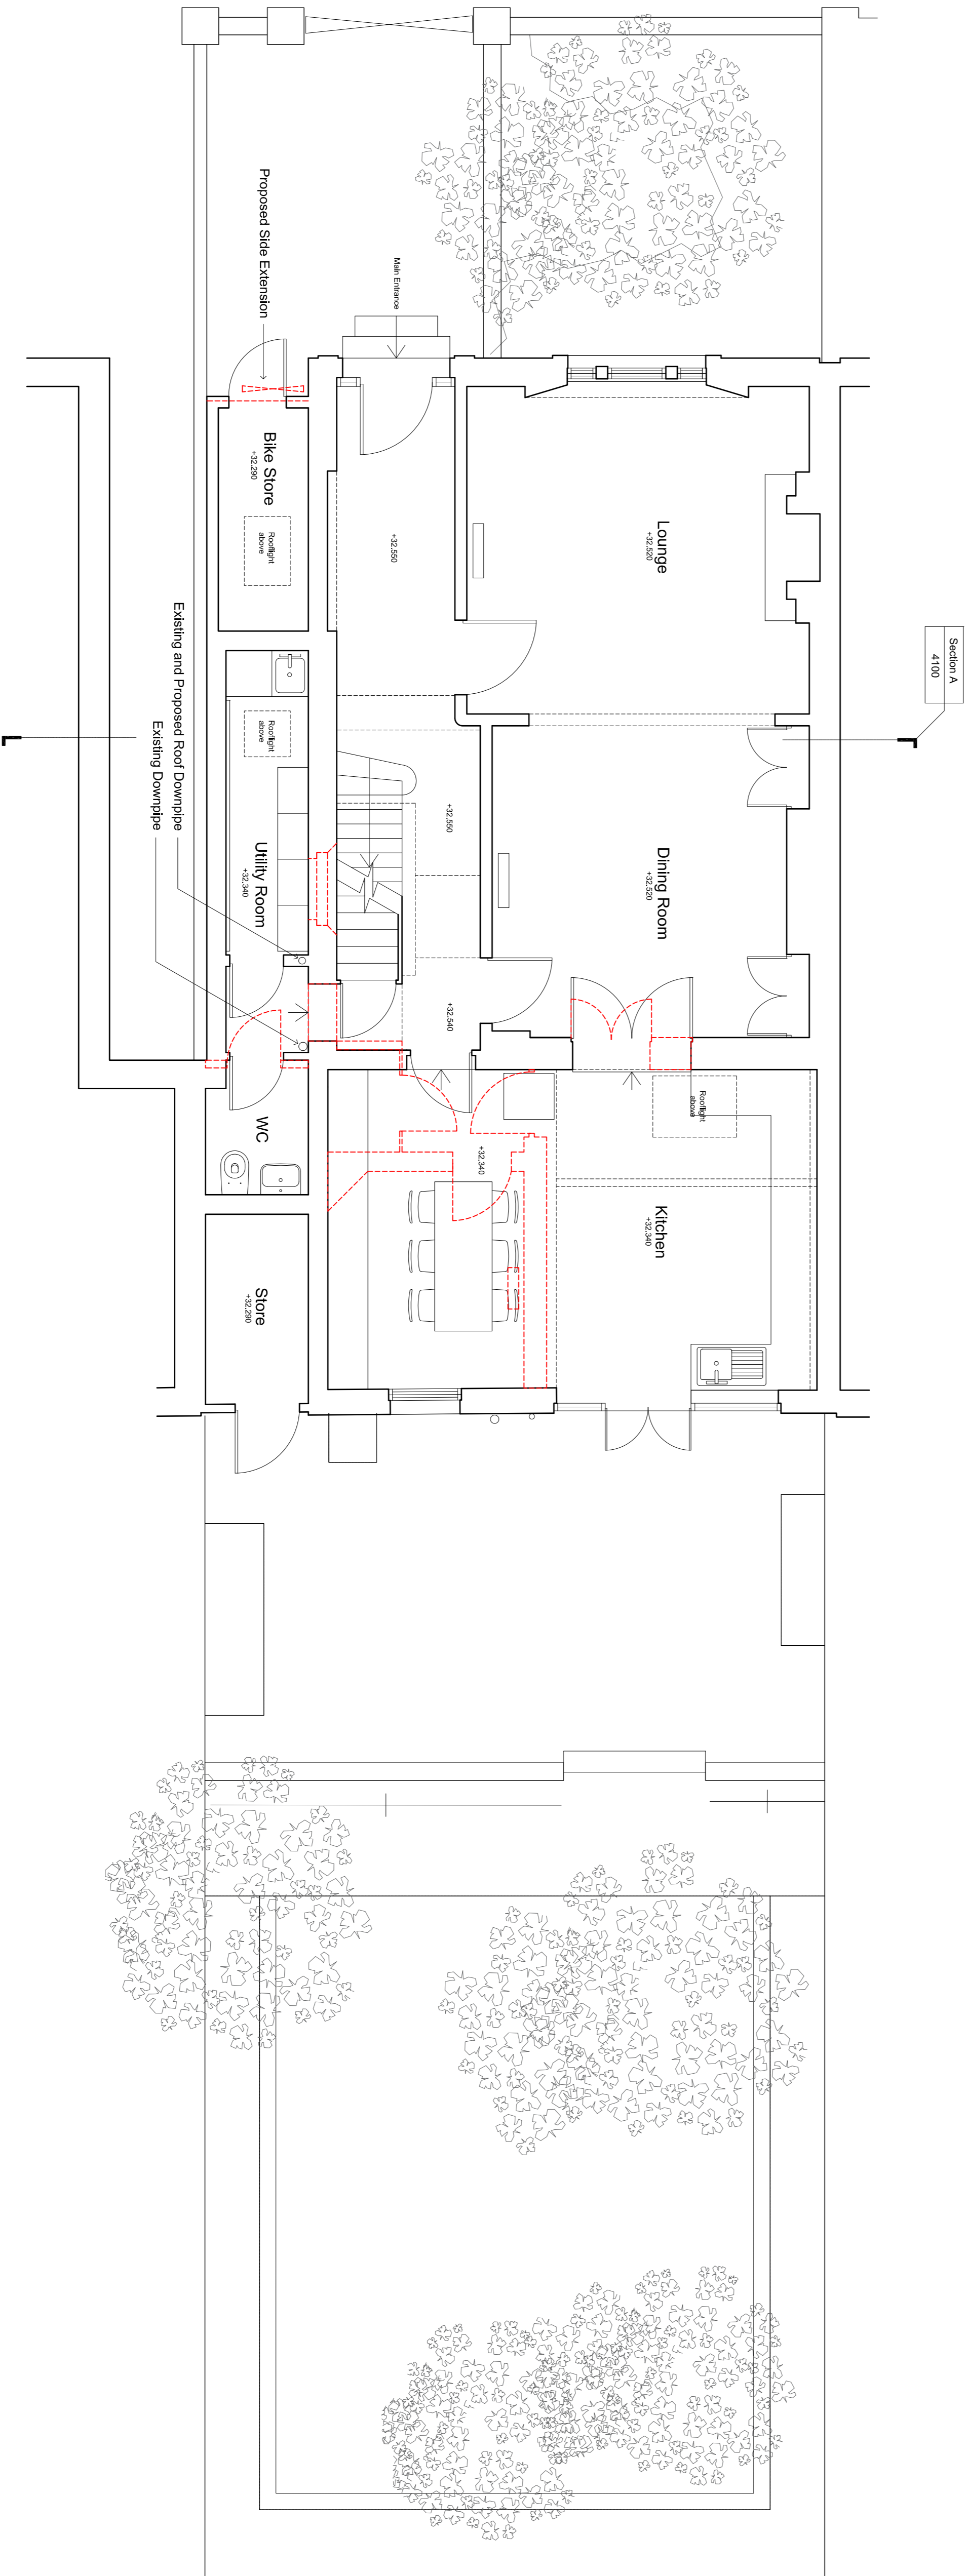 Section A
4100
Lounge
+32.520
Dining Room
+32.520
Kitchen
+32.340
Rooflight
above
Main Entrance
+32.550
+32.550
+32.540
+32.340
Proposed Side Extension
Bike Store
+32.290
Rooflight
above
Rooflight
above
Utility Room
+32.340
WC
Store
+32.290
Existing and Proposed Roof Downpipe
Existing Downpipe